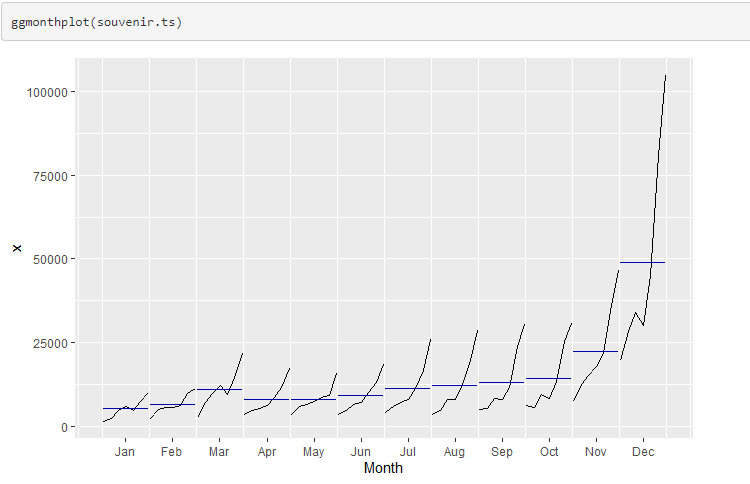 ggmonthplot(souvenir.ts)
100000
75000
50000
25000
0
x
Jan Feb Mar Apr May Jun Jul Aug Sep Oct Nov Dec
Month